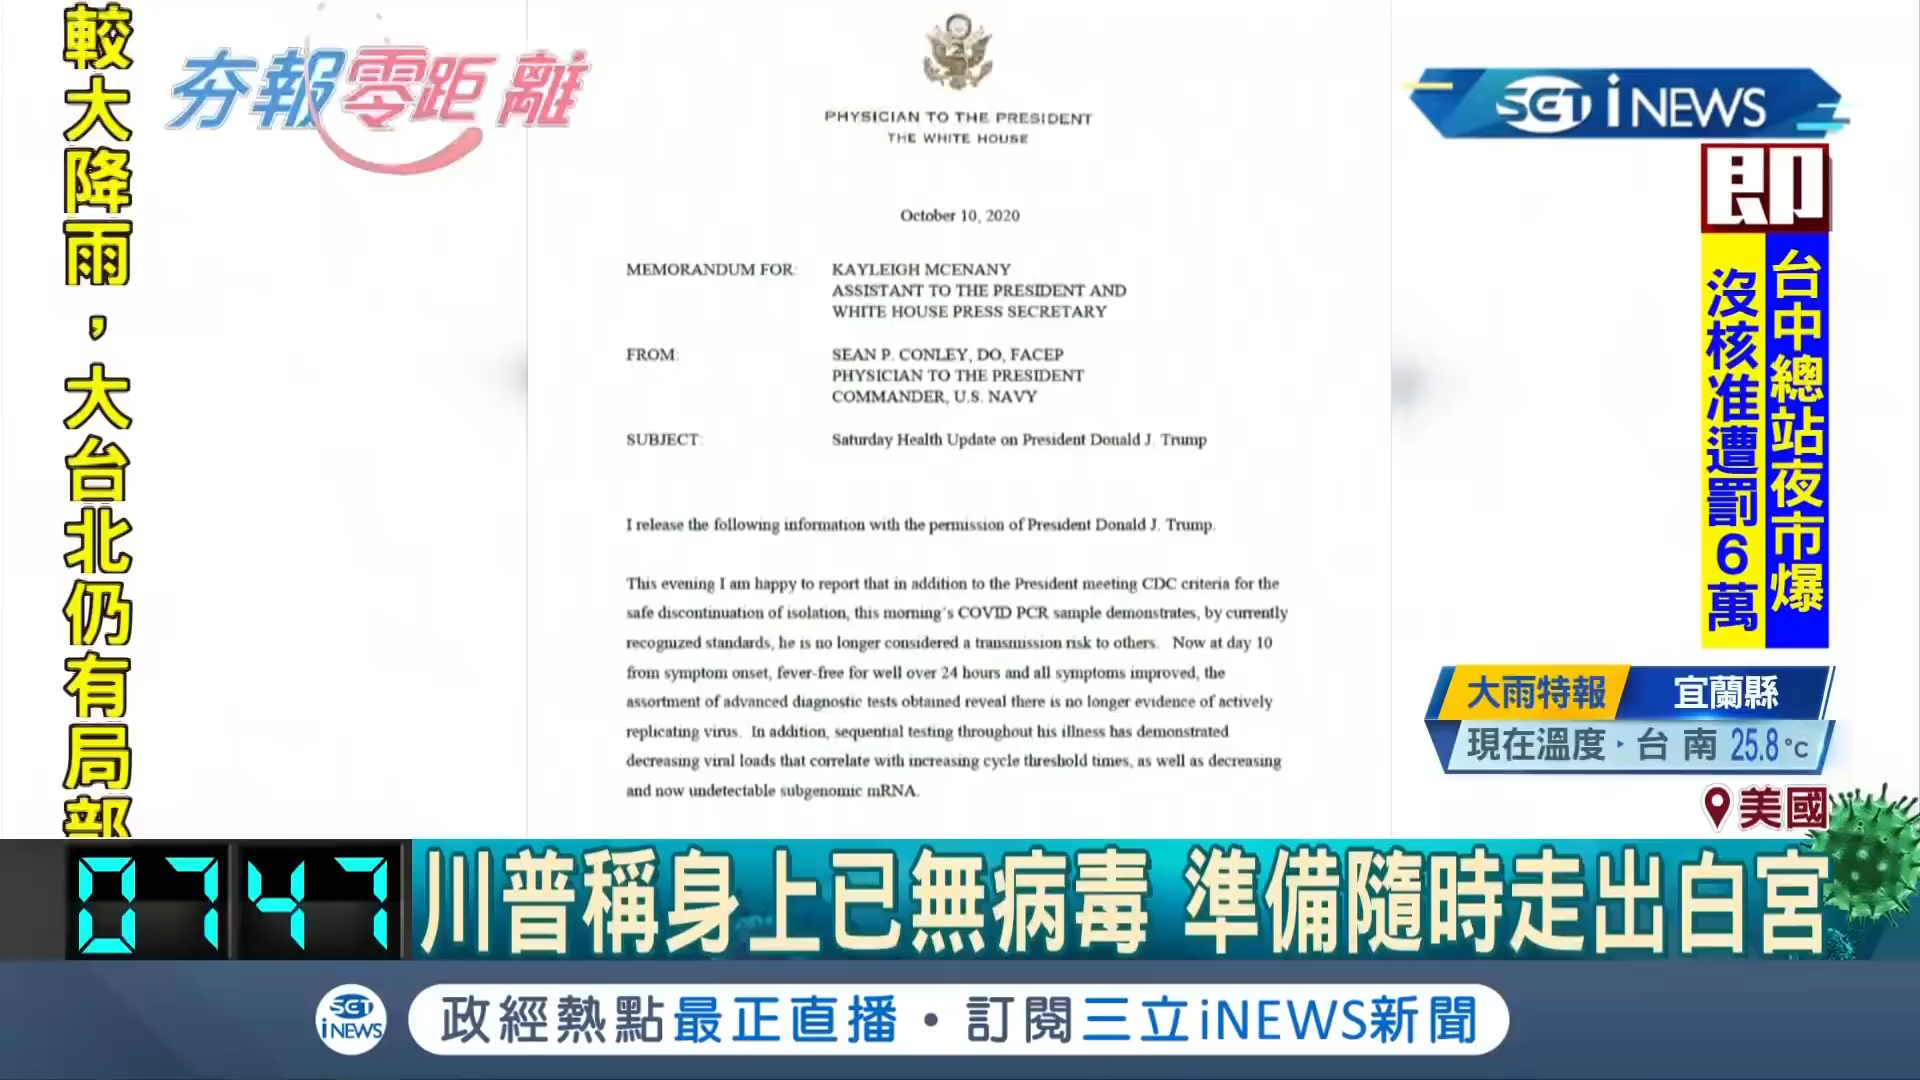 較大降雨，大台北仍有局部
夯報零距離
PHYSICIAN TO THE PRESIDENT
THE WHITE HOUSE
October 10, 2020
MEMORANDUM FOR: KAYLEIGH MCENANY
ASSISTANT TO THE PRESIDENT AND
WHITE HOUSE PRESS SECRETARY
FROM: SEAN P. CONLEY, DO, FACEP
PHYSICIAN TO THE PRESIDENT
COMMANDER, U.S. NAVY
SUBJECT: Saturday Health Update on President Donald J. Trump
I release the following information with the permission of President Donald J. Trump.
This evening I am happy to report that in addition to the President meeting CDC criteria for the
safe discontinuation of isolation, this morning's COVID PCR sample demonstrates, by currently
recognized standards, he is no longer considered a transmission risk to others. Now at day 10
from symptom onset, fever-free for well over 24 hours and all symptoms improved, the
assortment of advanced diagnostic tests obtained reveal there is no longer evidence of actively
replicating virus. In addition, sequential testing throughout his illness has demonstrated
decreasing viral loads that correlate with increasing cycle threshold times, as well as decreasing
and now undetectable subgenomic mRNA.
SET iNEWS
即
台中總站夜市爆
沒核准遭罰6萬
大雨特報 宜蘭縣
現在溫度·台南 25.8°C
美國
07 47
川普稱身上已無病毒 準備隨時走出白宮
SET iNEWS
政經熱點最正直播·訂閱三立iNEWS新聞